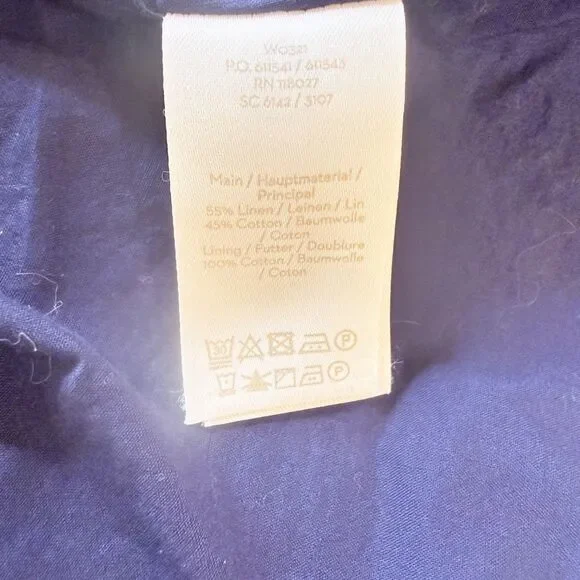 W0321
P.O. 611541 / 611543
RN 118027
SC 6142 / 3107
Main / Hauptmaterial /
Principal
55% Linen / Leinen / Lin
45% Cotton / Baumwolle
/ Coton
Lining / Futter / Doublure
100% Cotton / Baumwolle
/ Coton
30 P
P